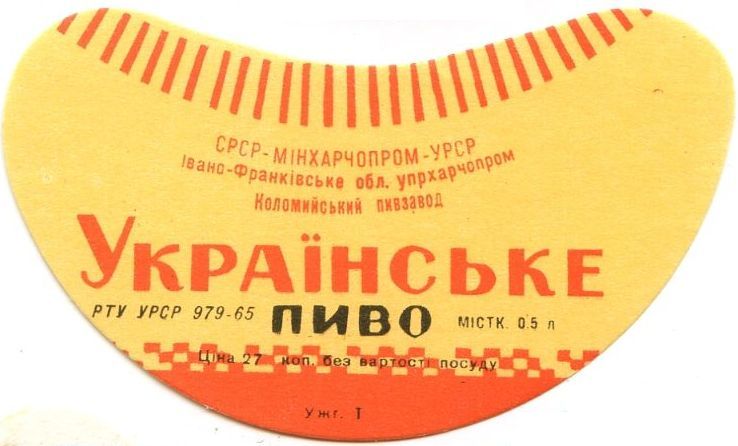 СРСР-МІНХАРЧОПРОМ-УРСР
Івано-Франківське обл. упрхарчопром
Коломийський пивзавод
УКРАЇНСЬКЕ
РТУ УРСР 979-65 ПИВО МІСТК. 0.5 л
Ціна 27 коп. без вартості посуду
Ужг. І